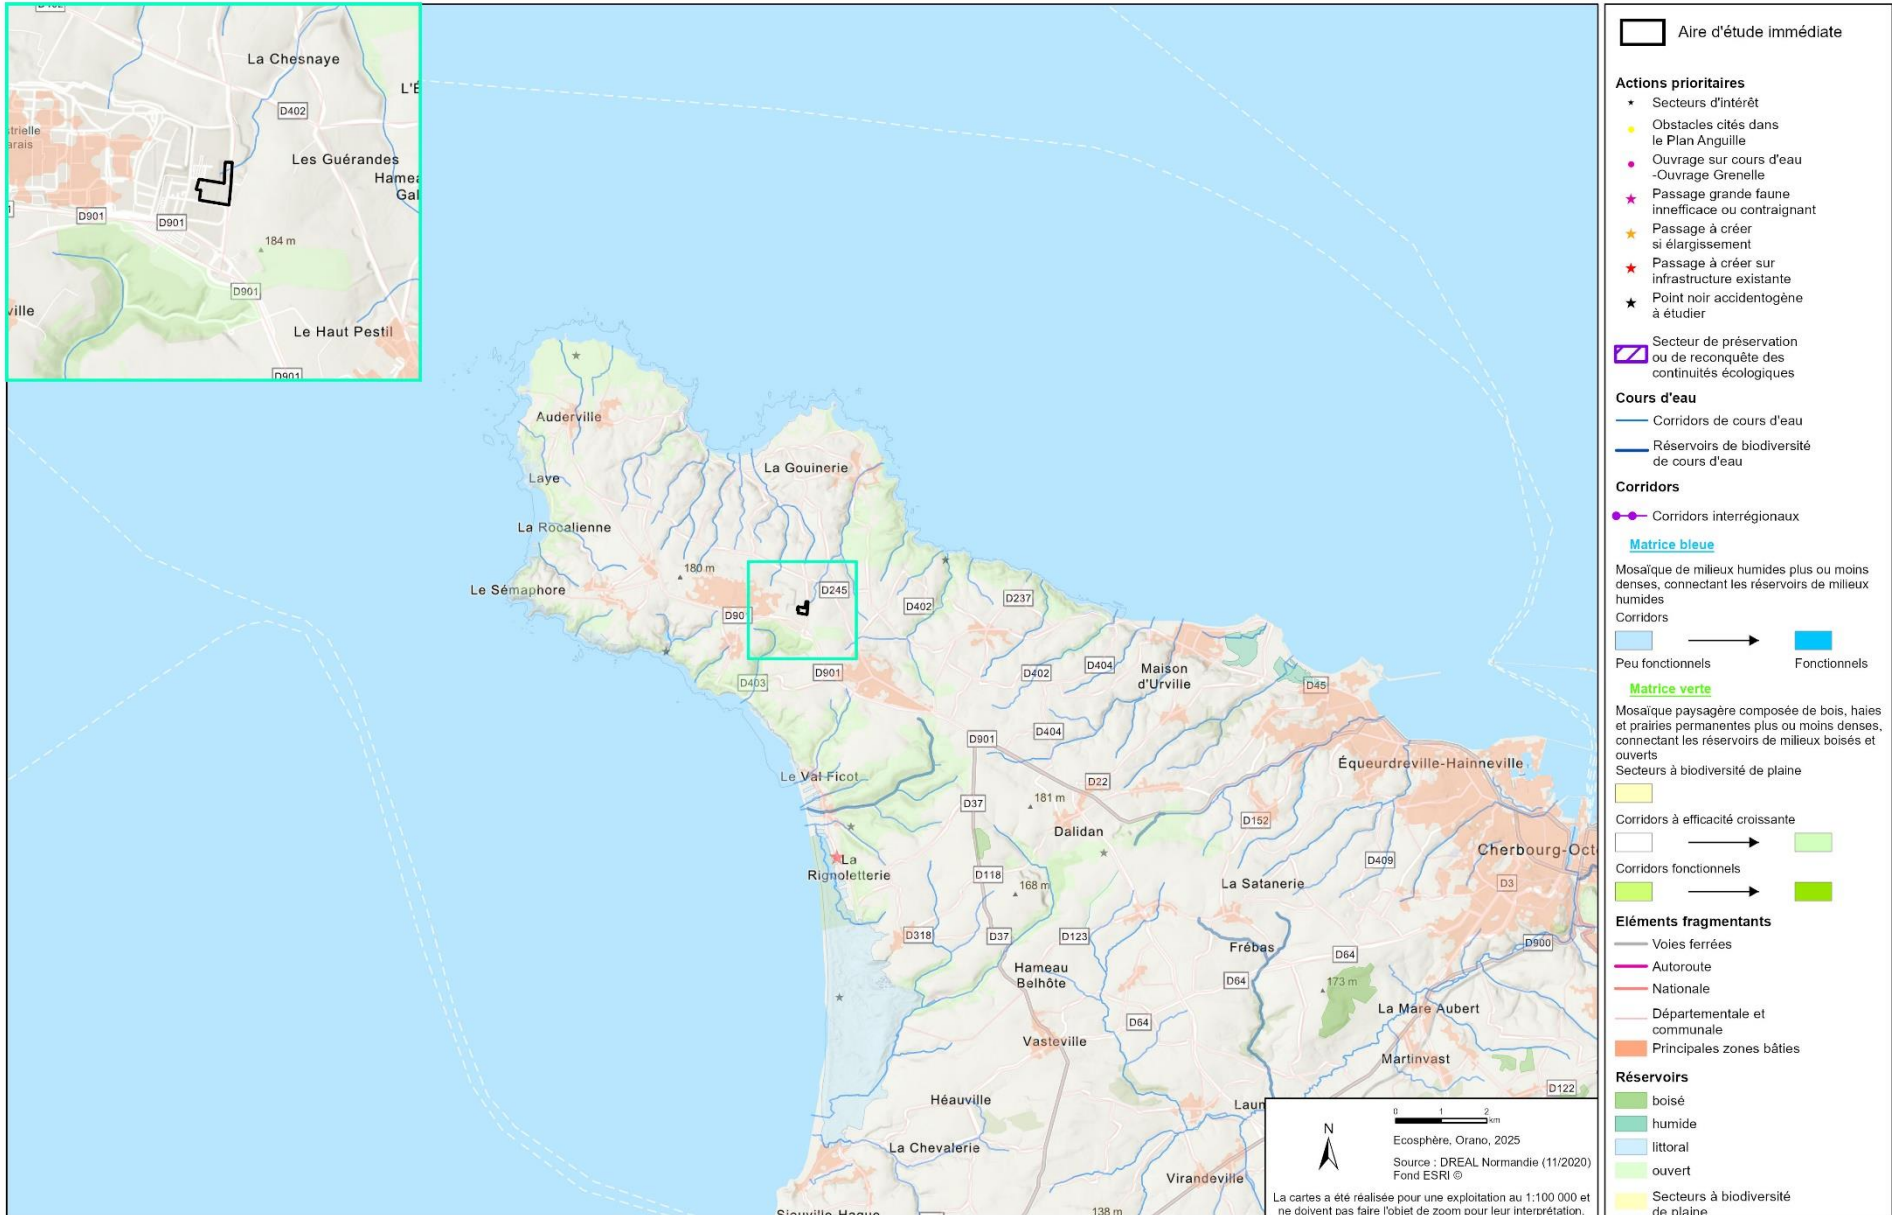 La Chesnaye
D402
Les Guérandes
D901
D901
184 m
D901
Le Haut Pestil
D901
Auderville
La Gouinerie
Laye
La Rocalienne
180 m
Le Sémaphore
D245
D90
D402
D237
D901
D403
D402
D404
Maison
d'Urville
D45
D404
D901
Équeurdreville-Hainneville
Le Val Ficot
D22
D37
181 m
Dalidan
D152
Cherbourg-Oct
La
Rignoletterie
D409
D118
168 m
La Satanerie
D3
D318
D37
D123
Frébas
D64
D900
Hameau
Belhôte
D64
173 m
La Mare Aubert
D64
Vasteville
Martinvast
D122
Héauville
Laun
La Chevalerie
Virandeville
Siouville-Hague
138 m
N
0 1 2
km
Ecosphère, Orano, 2025
Source : DREAL Normandie (11/2020)
Fond ESRI ©
La cartes a été réalisée pour une exploitation au 1:100 000 et
ne doivent pas faire l'objet de zoom pour leur interprétation.
Aire d'étude immédiate
Actions prioritaires
Secteurs d'intérêt
Obstacles cités dans
le Plan Anguille
Ouvrage sur cours d'eau
-Ouvrage Grenelle
Passage grande faune
innefficace ou contraignant
Passage à créer
si élargissement
Passage à créer sur
infrastructure existante
Point noir accidentogène
à étudier
Secteur de préservation
ou de reconquête des
continuités écologiques
Cours d'eau
Corridors de cours d'eau
Réservoirs de biodiversité
de cours d'eau
Corridors
Corridors interrégionaux
Matrice bleue
Mosaïque de milieux humides plus ou moins
denses, connectant les réservoirs de milieux
humides
Corridors
Peu fonctionnels Fonctionnels
Matrice verte
Mosaïque paysagère composée de bois, haies
et prairies permanentes plus ou moins denses,
connectant les réservoirs de milieux boisés et
ouverts
Secteurs à biodiversité de plaine
Corridors à efficacité croissante
Corridors fonctionnels
Eléments fragmentants
Voies ferrées
Autoroute
Nationale
Départementale et
communale
Principales zones bâties
Réservoirs
boisé
humide
littoral
ouvert
Secteurs à biodiversité
de plaine